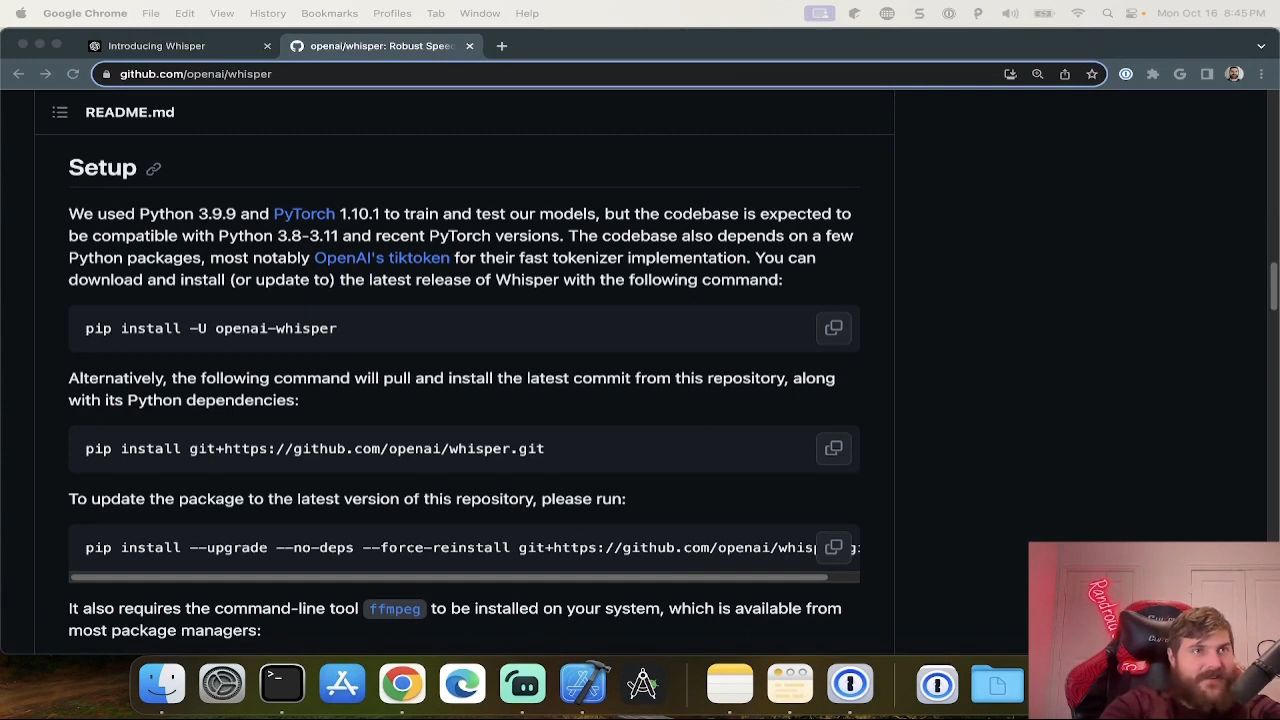 Google Chrome File Edit View History Bookmarks Profiles Tab Window Help Mon Oct 16 8:45 PM
Introducing Whisper openai/whisper: Robust Speec
github.com/openai/whisper
README.md
Setup
We used Python 3.9.9 and PyTorch 1.10.1 to train and test our models, but the codebase is expected to
be compatible with Python 3.8-3.11 and recent PyTorch versions. The codebase also depends on a few
Python packages, most notably OpenAI's tiktoken for their fast tokenizer implementation. You can
download and install (or update to) the latest release of Whisper with the following command:
pip install -U openai-whisper
Alternatively, the following command will pull and install the latest commit from this repository, along
with its Python dependencies:
pip install git+https://github.com/openai/whisper.git
To update the package to the latest version of this repository, please run:
pip install --upgrade --no-deps --force-reinstall git+https://github.com/openai/whisp
It also requires the command-line tool ffmpeg to be installed on your system, which is available from
most package managers: